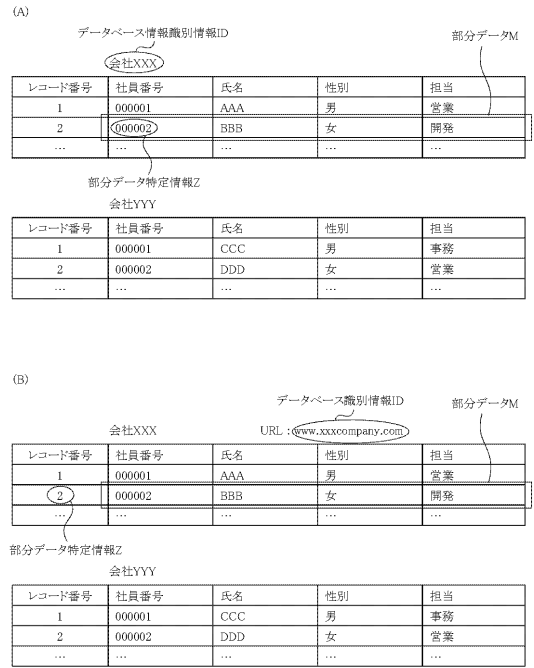 (A)
データベース情報識別情報ID
部分データM
会社XXX
レコード番号 社員番号 氏名 性別 担当
1 000001 AAA 男 営業
2 000002 BBB 女 開発
… … … … …
部分データ特定情報Z
会社YYY
レコード番号 社員番号 氏名 性別 担当
1 000001 CCC 男 事務
2 000002 DDD 女 営業
… … … … …
(B)
データベース識別情報ID
部分データM
会社XXX URL：www.xxxcompany.com
レコード番号 社員番号 氏名 性別 担当
1 000001 AAA 男 営業
2 000002 BBB 女 開発
… … … … …
部分データ特定情報Z
会社YYY
レコード番号 社員番号 氏名 性別 担当
1 000001 CCC 男 事務
2 000002 DDD 女 営業
… … … … …